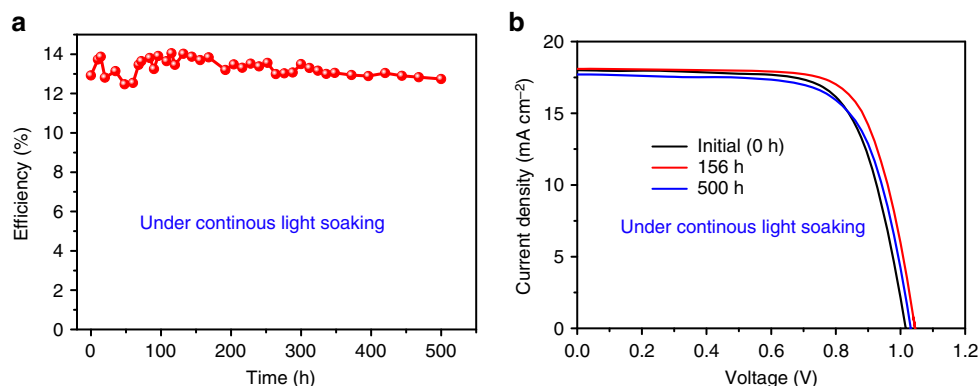 a
16
14
12
10
8
6
4
2
0
Efficiency (%)
Under continous light soaking
0 100 200 300 400 500
Time (h)
b
20
15
10
5
0
Current density (mA cm⁻²)
Initial (0 h)
156 h
500 h
Under continous light soaking
0.0 0.2 0.4 0.6 0.8 1.0 1.2
Voltage (V)